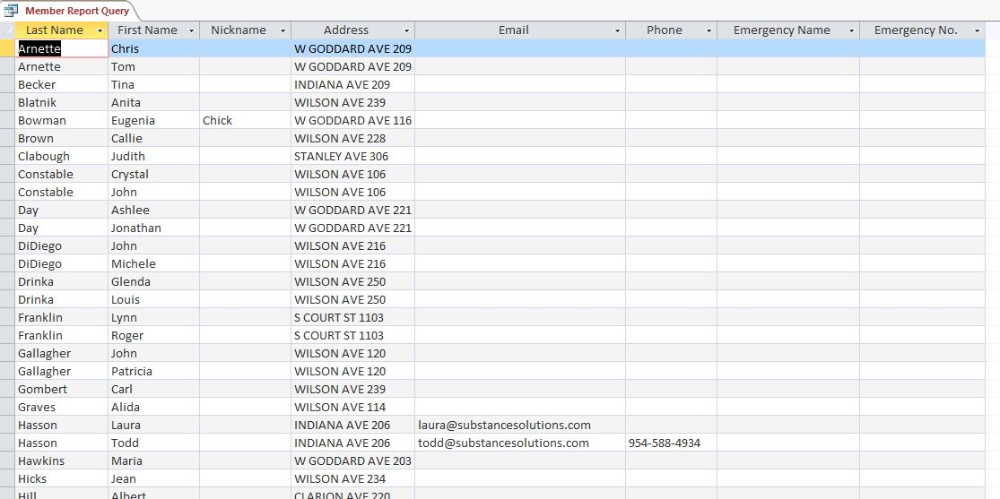 Member Report Query
Last Name First Name Nickname Address Email Phone Emergency Name Emergency No.
Arnette Chris W GODDARD AVE 209
Arnette Tom W GODDARD AVE 209
Becker Tina INDIANA AVE 209
Blatnik Anita WILSON AVE 239
Bowman Eugenia Chick W GODDARD AVE 116
Brown Callie WILSON AVE 228
Clabough Judith STANLEY AVE 306
Constable Crystal WILSON AVE 106
Constable John WILSON AVE 106
Day Ashlee W GODDARD AVE 221
Day Jonathan W GODDARD AVE 221
DiDiego John WILSON AVE 216
DiDiego Michele WILSON AVE 216
Drinka Glenda WILSON AVE 250
Drinka Louis WILSON AVE 250
Franklin Lynn S COURT ST 1103
Franklin Roger S COURT ST 1103
Gallagher John WILSON AVE 120
Gallagher Patricia WILSON AVE 120
Gombert Carl WILSON AVE 239
Graves Alida WILSON AVE 114
Hasson Laura INDIANA AVE 206 laura@substancesolutions.com
Hasson Todd INDIANA AVE 206 todd@substancesolutions.com 954-588-4934
Hawkins Maria W GODDARD AVE 203
Hicks Jean WILSON AVE 234
Hill Albert CLARION AVE 220